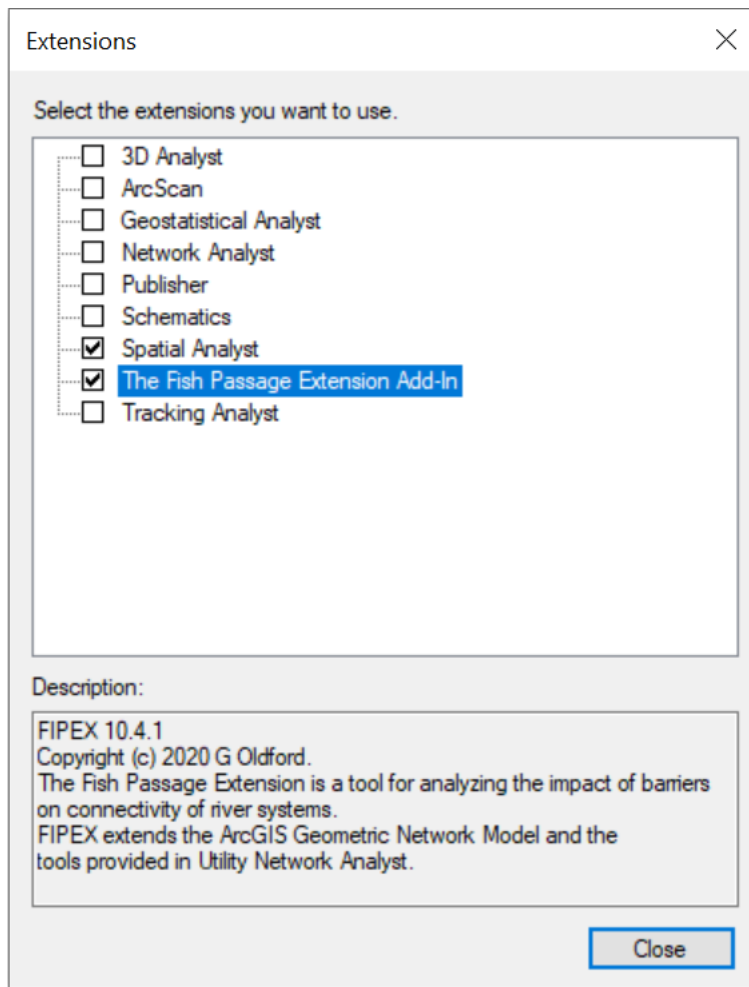 Extensions
Select the extensions you want to use.
3D Analyst
ArcScan
Geostatistical Analyst
Network Analyst
Publisher
Schematics
Spatial Analyst
The Fish Passage Extension Add-In
Tracking Analyst
Description:
FIPEX 10.4.1
Copyright (c) 2020 G Oldford.
The Fish Passage Extension is a tool for analyzing the impact of barriers
on connectivity of river systems.
FIPEX extends the ArcGIS Geometric Network Model and the
tools provided in Utility Network Analyst.
Close